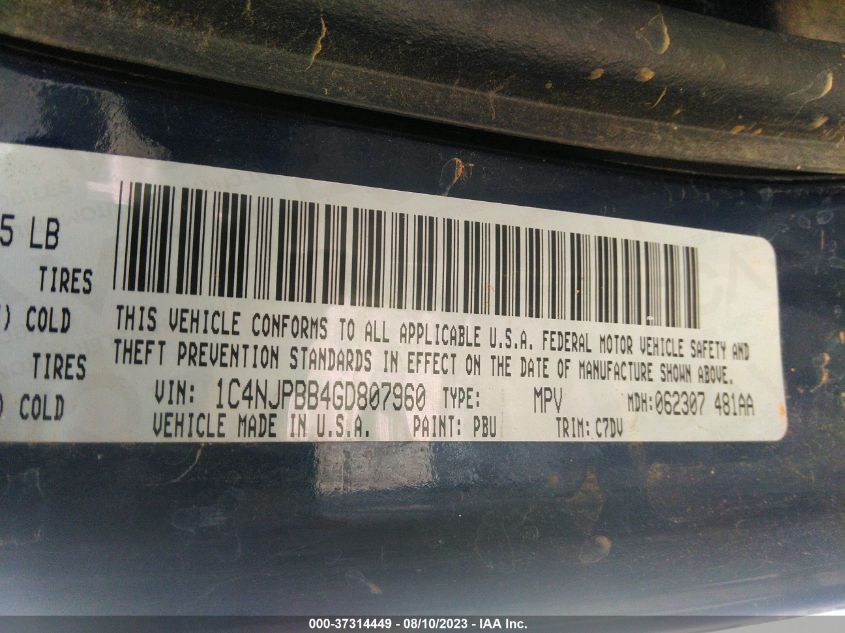 5 LB
TIRES
) COLD
TIRES
) COLD
THIS VEHICLE CONFORMS TO ALL APPLICABLE U.S.A. FEDERAL MOTOR VEHICLE SAFETY AND
THEFT PREVENTION STANDARDS IN EFFECT ON THE DATE OF MANUFACTURE SHOWN ABOVE.
VIN: 1C4NJPBB4GD807960 TYPE: MPV MDH:062307 481AA
VEHICLE MADE IN U.S.A. PAINT: PBU TRIM: C7DV
000-37314449 - 08/10/2023 - IAA Inc.